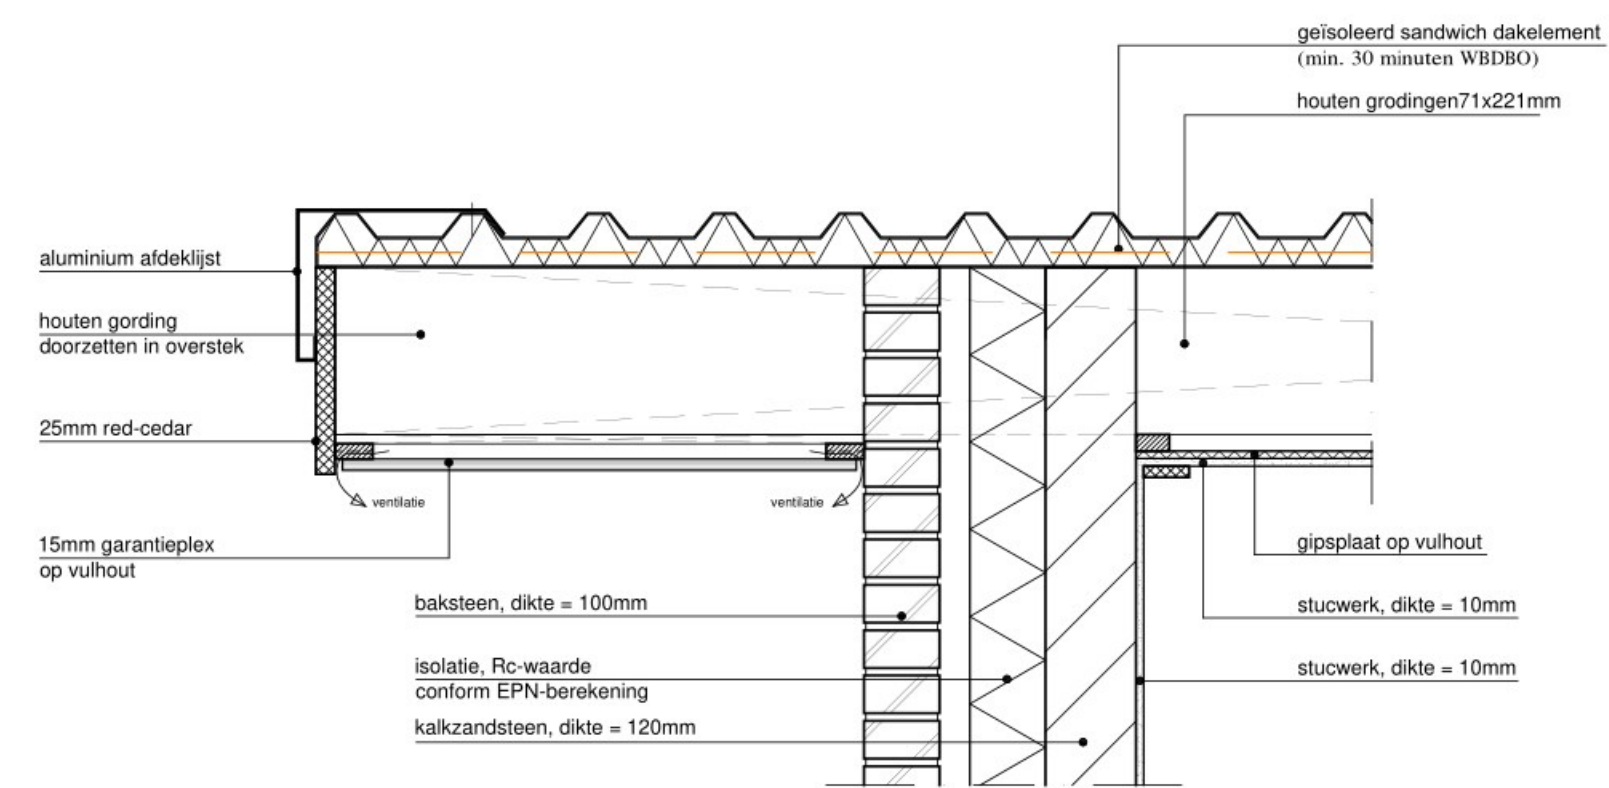 geïsoleerd sandwich dakelement
(min. 30 minuten WBDBO)
houten grodingen71x221mm
aluminium afdeklijst
houten gording
doorzetten in overstek
25mm red-cedar
ventilatie
ventilatie
15mm garantieplex
op vulhout
gipsplaat op vulhout
baksteen, dikte = 100mm
stucwerk, dikte = 10mm
isolatie, Rc-waarde
conform EPN-berekening
stucwerk, dikte = 10mm
kalkzandsteen, dikte = 120mm